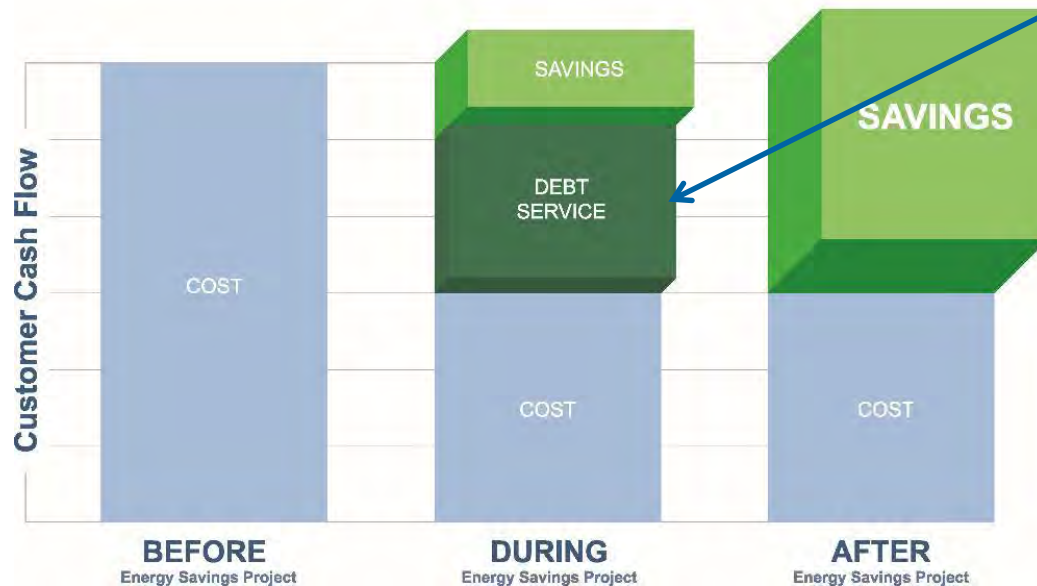 Customer Cash Flow
COST
SAVINGS
DEBT
SERVICE
COST
SAVINGS
COST
BEFORE
Energy Savings Project
DURING
Energy Savings Project
AFTER
Energy Savings Project